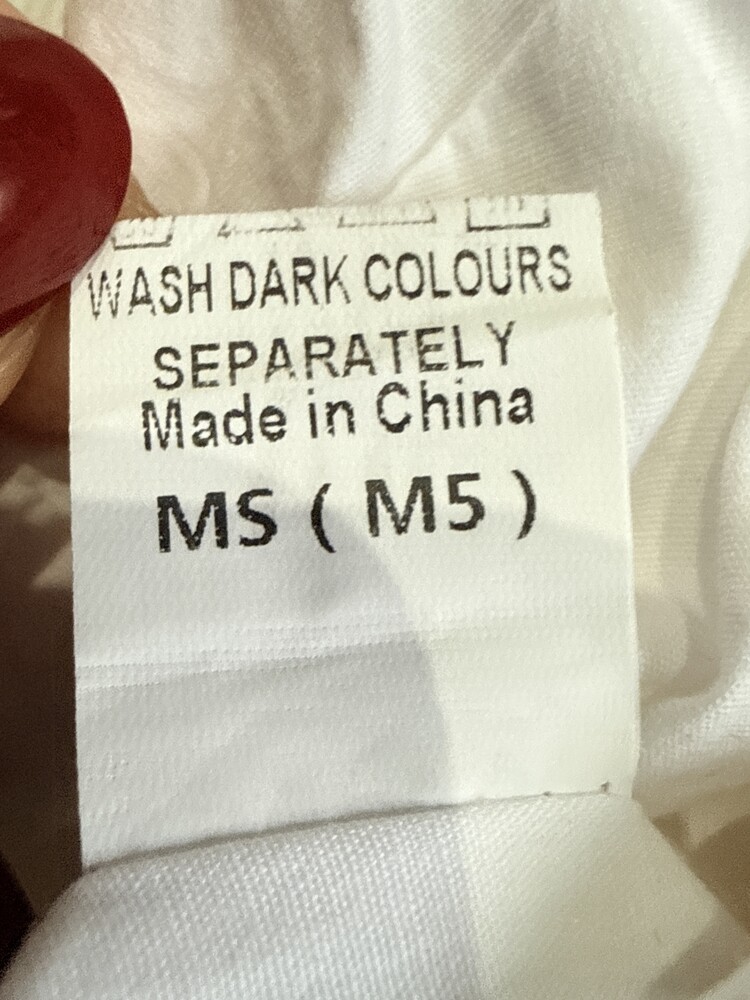 WASH DARK COLOURS
SEPARATELY
Made in China
MS ( M5 )